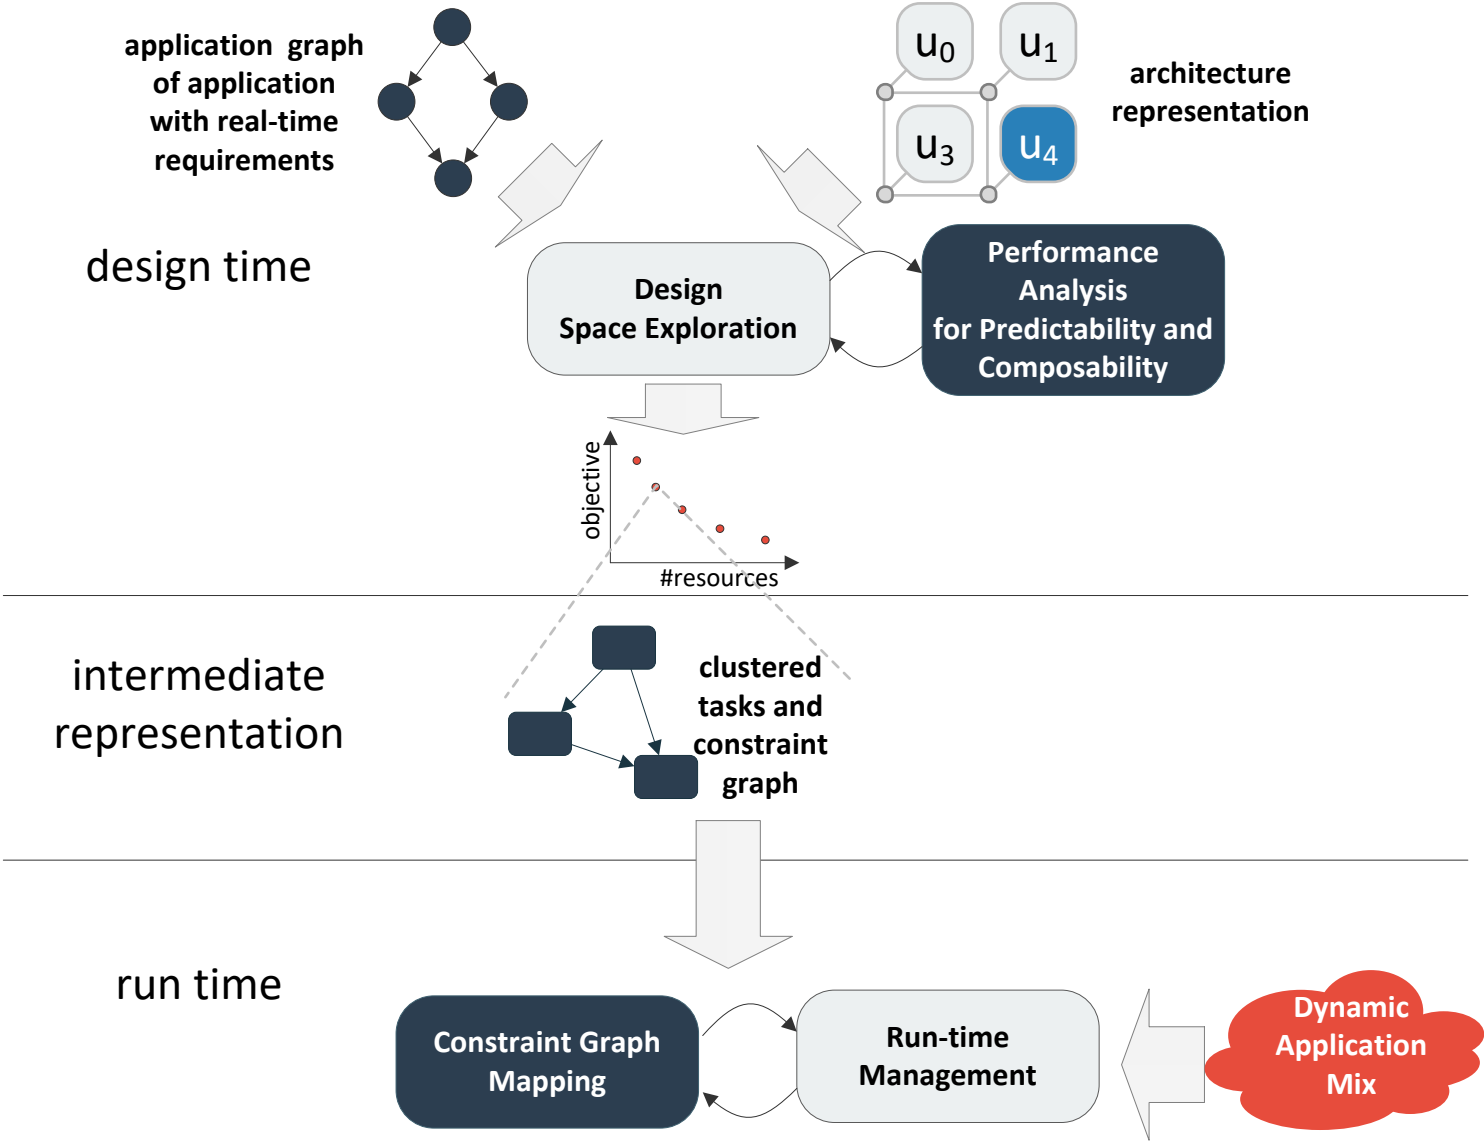 application graph
of application
with real-time
requirements
u0
u1
u3
u4
architecture
representation
design time
Design
Space Exploration
Performance
Analysis
for Predictability and
Composability
objective
#resources
intermediate
representation
clustered
tasks and
constraint
graph
run time
Constraint Graph
Mapping
Run-time
Management
Dynamic
Application
Mix